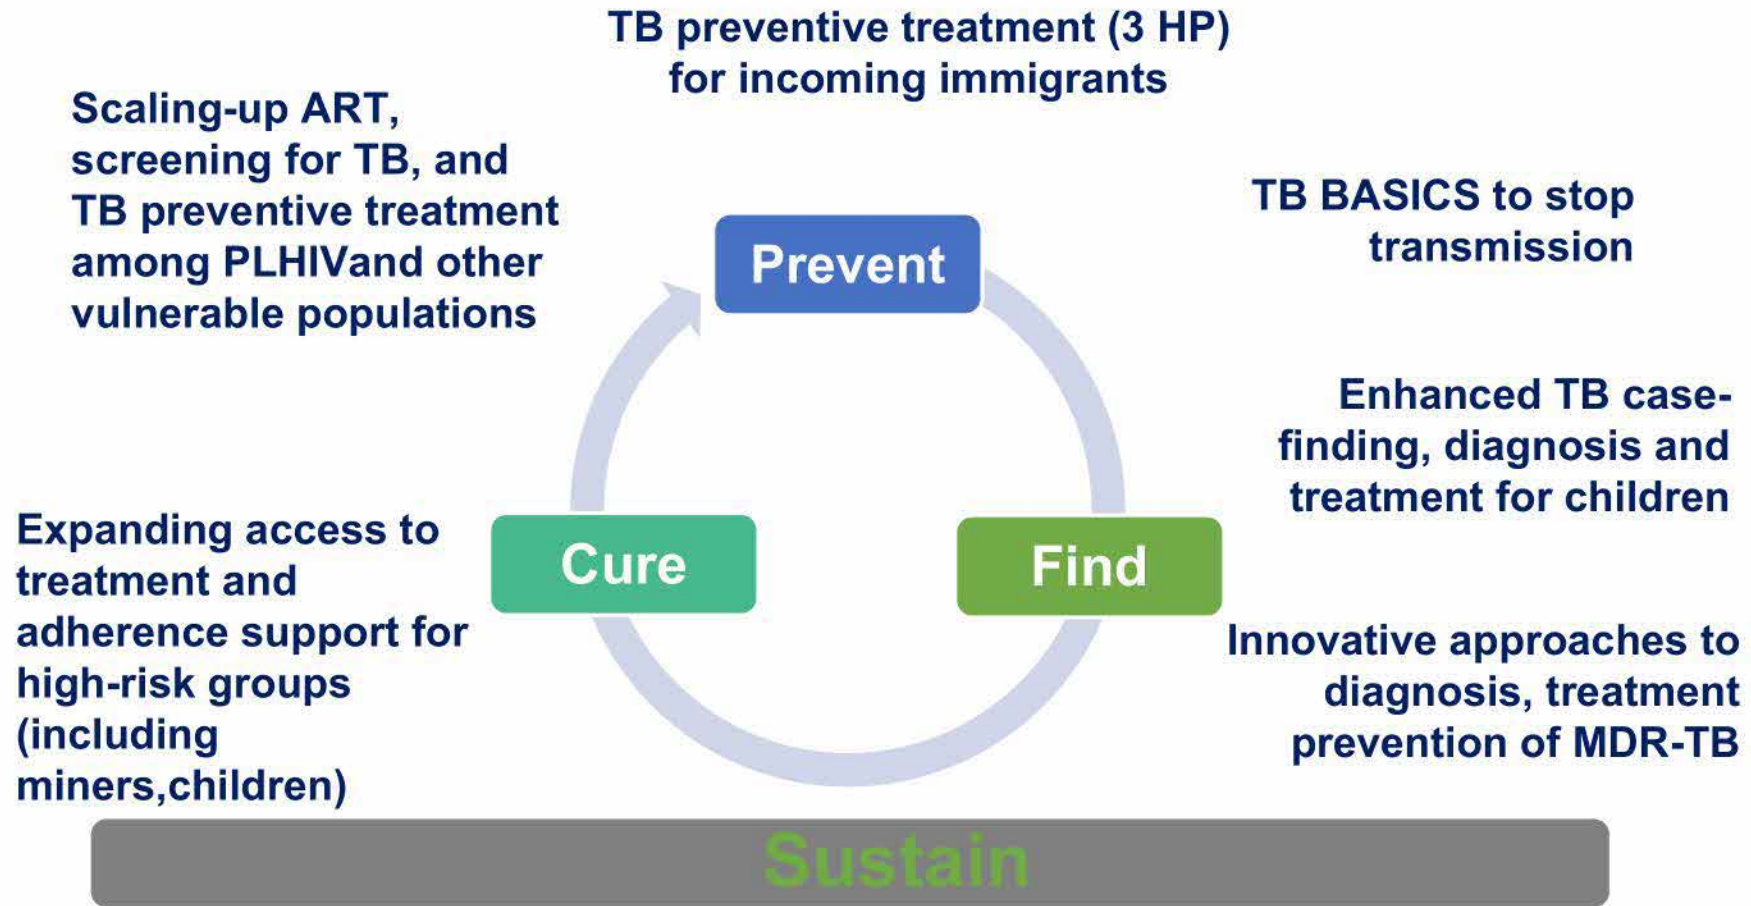 TB preventive treatment (3 HP)
for incoming immigrants
Scaling-up ART,
screening for TB, and
TB preventive treatment
among PLHIVand other
vulnerable populations
TB BASICS to stop
transmission
Prevent
Enhanced TB case-
finding, diagnosis and
treatment for children
Expanding access to
treatment and
adherence support for
high-risk groups
(including
miners,children)
Cure
Find
Innovative approaches to
diagnosis, treatment
prevention of MDR-TB
Sustain